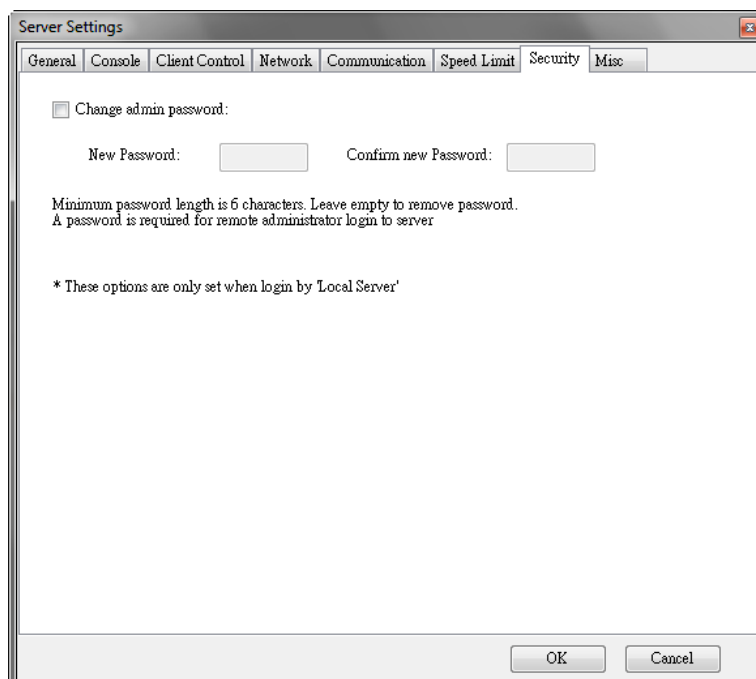 Server Settings
General Console Client Control Network Communication Speed Limit Security Misc
Change admin password:
New Password: Confirm new Password:
Minimum password length is 6 characters. Leave empty to remove password.
A password is required for remote administrator login to server
* These options are only set when login by 'Local Server'
OK Cancel